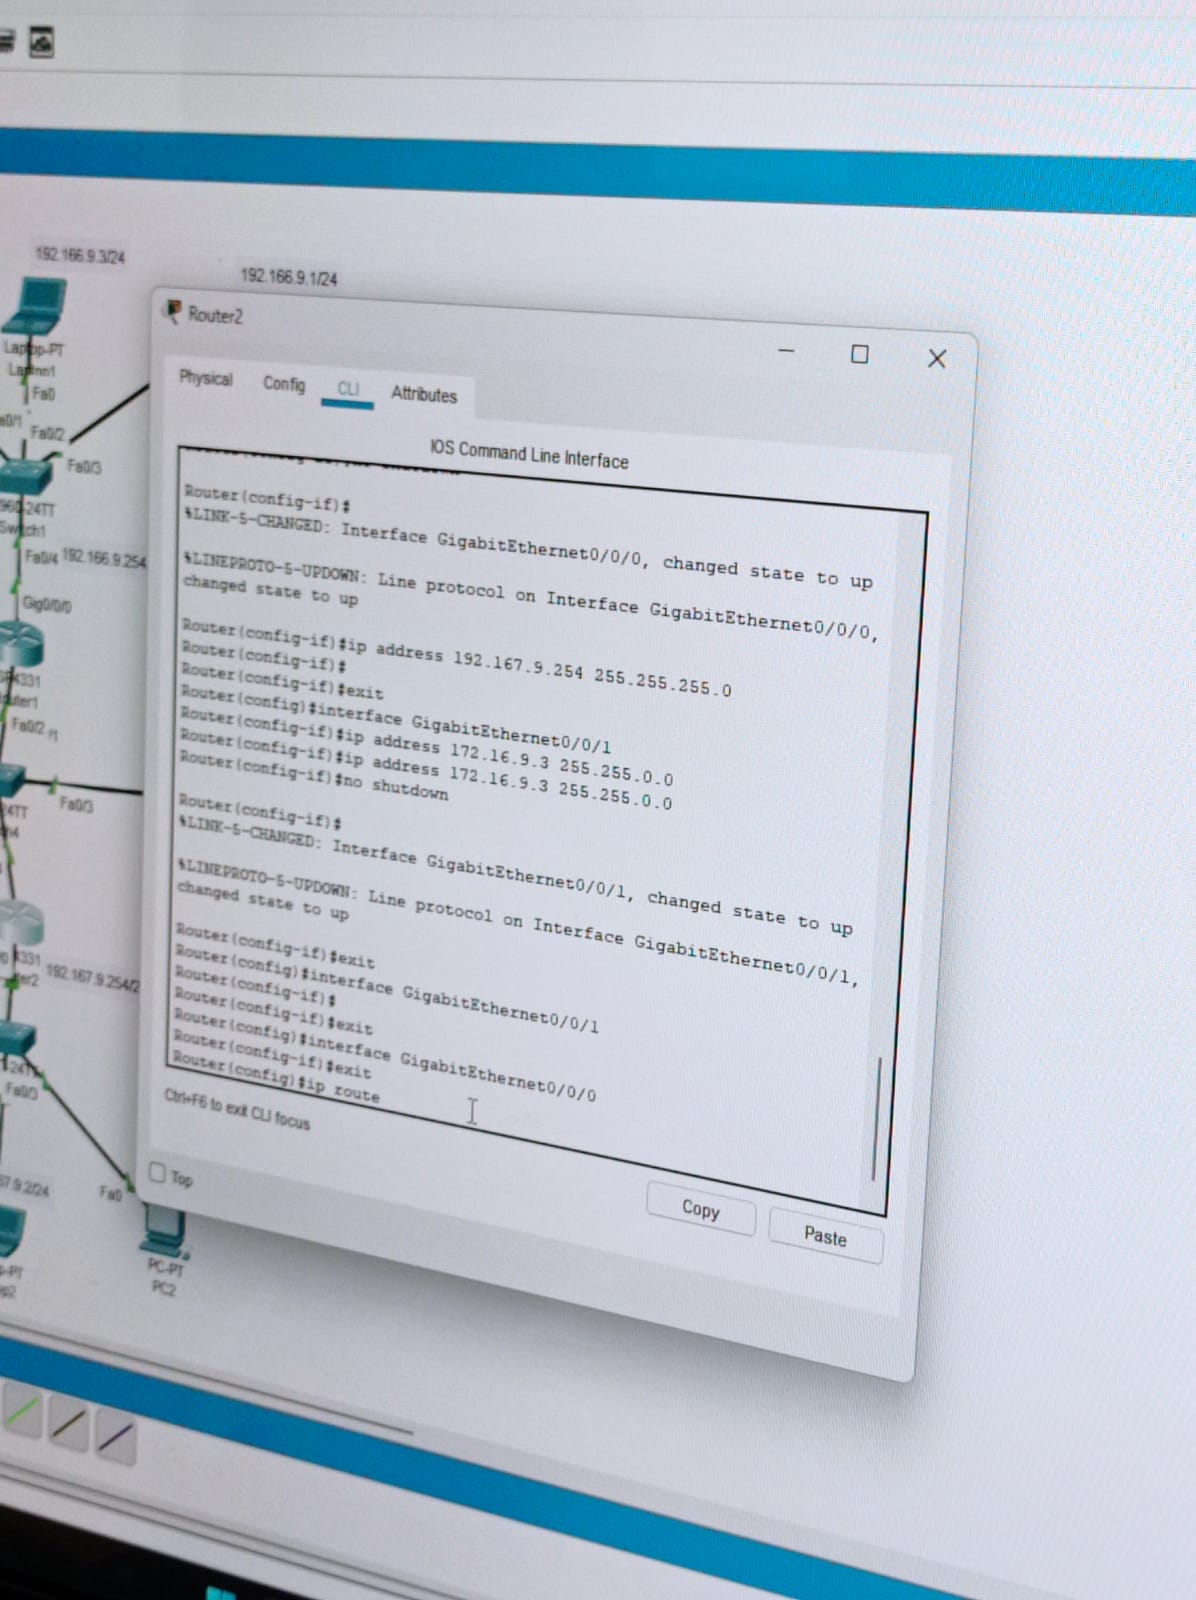 192.166.9.3/24
192.166.9.1/24
Laptop-PT
Fa0
Fa0/2
Fa0/3
Fa0/4 192.166.9.254
Gig0/0/0
Fa0/2
Fa0/3
192.167.9.254/2
Fa0/3
Fa0
PC-PT
PC2
Router2
Physical Config CLI Attributes
IOS Command Line Interface
Router(config-if)#
%LINK-5-CHANGED: Interface GigabitEthernet0/0/0, changed state to up
%LINEPROTO-5-UPDOWN: Line protocol on Interface GigabitEthernet0/0/0,
changed state to up
Router(config-if)#ip address 192.167.9.254 255.255.255.0
Router(config-if)#
Router(config-if)#exit
Router(config)#interface GigabitEthernet0/0/1
Router(config-if)#ip address 172.16.9.3 255.255.0.0
Router(config-if)#ip address 172.16.9.3 255.255.0.0
Router(config-if)#no shutdown
Router(config-if)#
%LINK-5-CHANGED: Interface GigabitEthernet0/0/1, changed state to up
%LINEPROTO-5-UPDOWN: Line protocol on Interface GigabitEthernet0/0/1,
changed state to up
Router(config-if)#exit
Router(config)#interface GigabitEthernet0/0/1
Router(config-if)#
Router(config-if)#exit
Router(config)#interface GigabitEthernet0/0/0
Router(config-if)#exit
Router(config)#ip route
Ctrl+F6 to exit CLI focus
Top
Copy
Paste